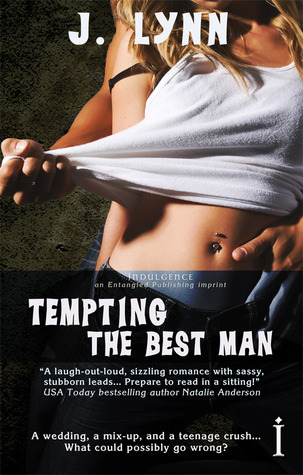 J. LYNN
INDULGENCE
an Entangled Publishing imprint
TEMPTING
THE BEST MAN
“A laugh-out-loud, sizzling romance with sassy,
stubborn leads... Prepare to read in a sitting!”
USA Today bestselling author Natalie Anderson
A wedding, a mix-up, and a teenage crush...
What could possibly go wrong?
I